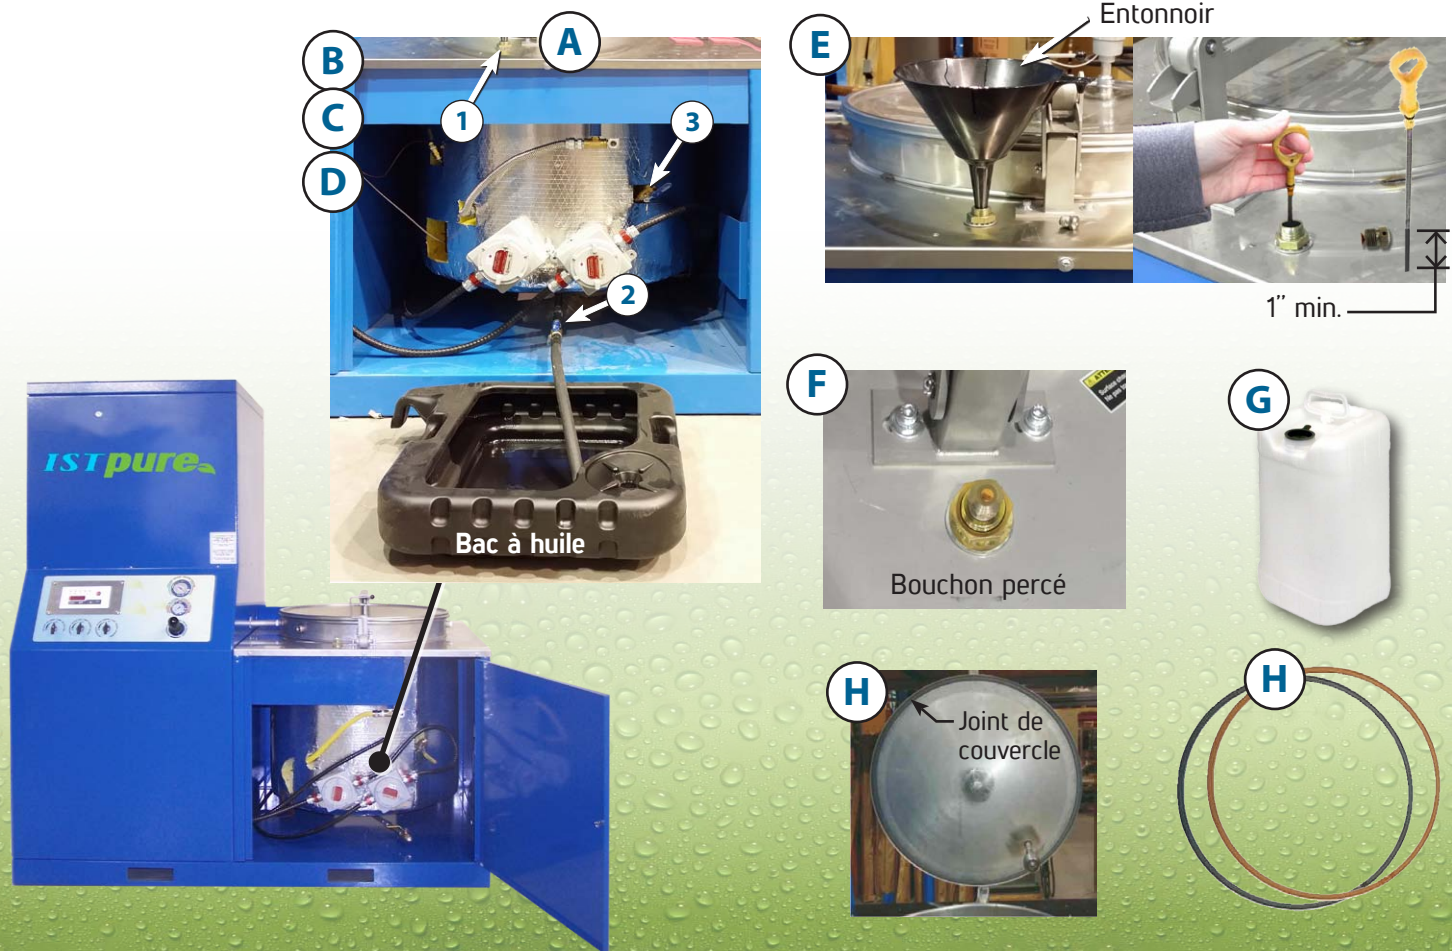 Entonnoir
A
B
C
D
E
1
3
2
1” min.
Bac à huile
F
Bouchon percé
G
ISTpure
H
Joint de
couvercle
H